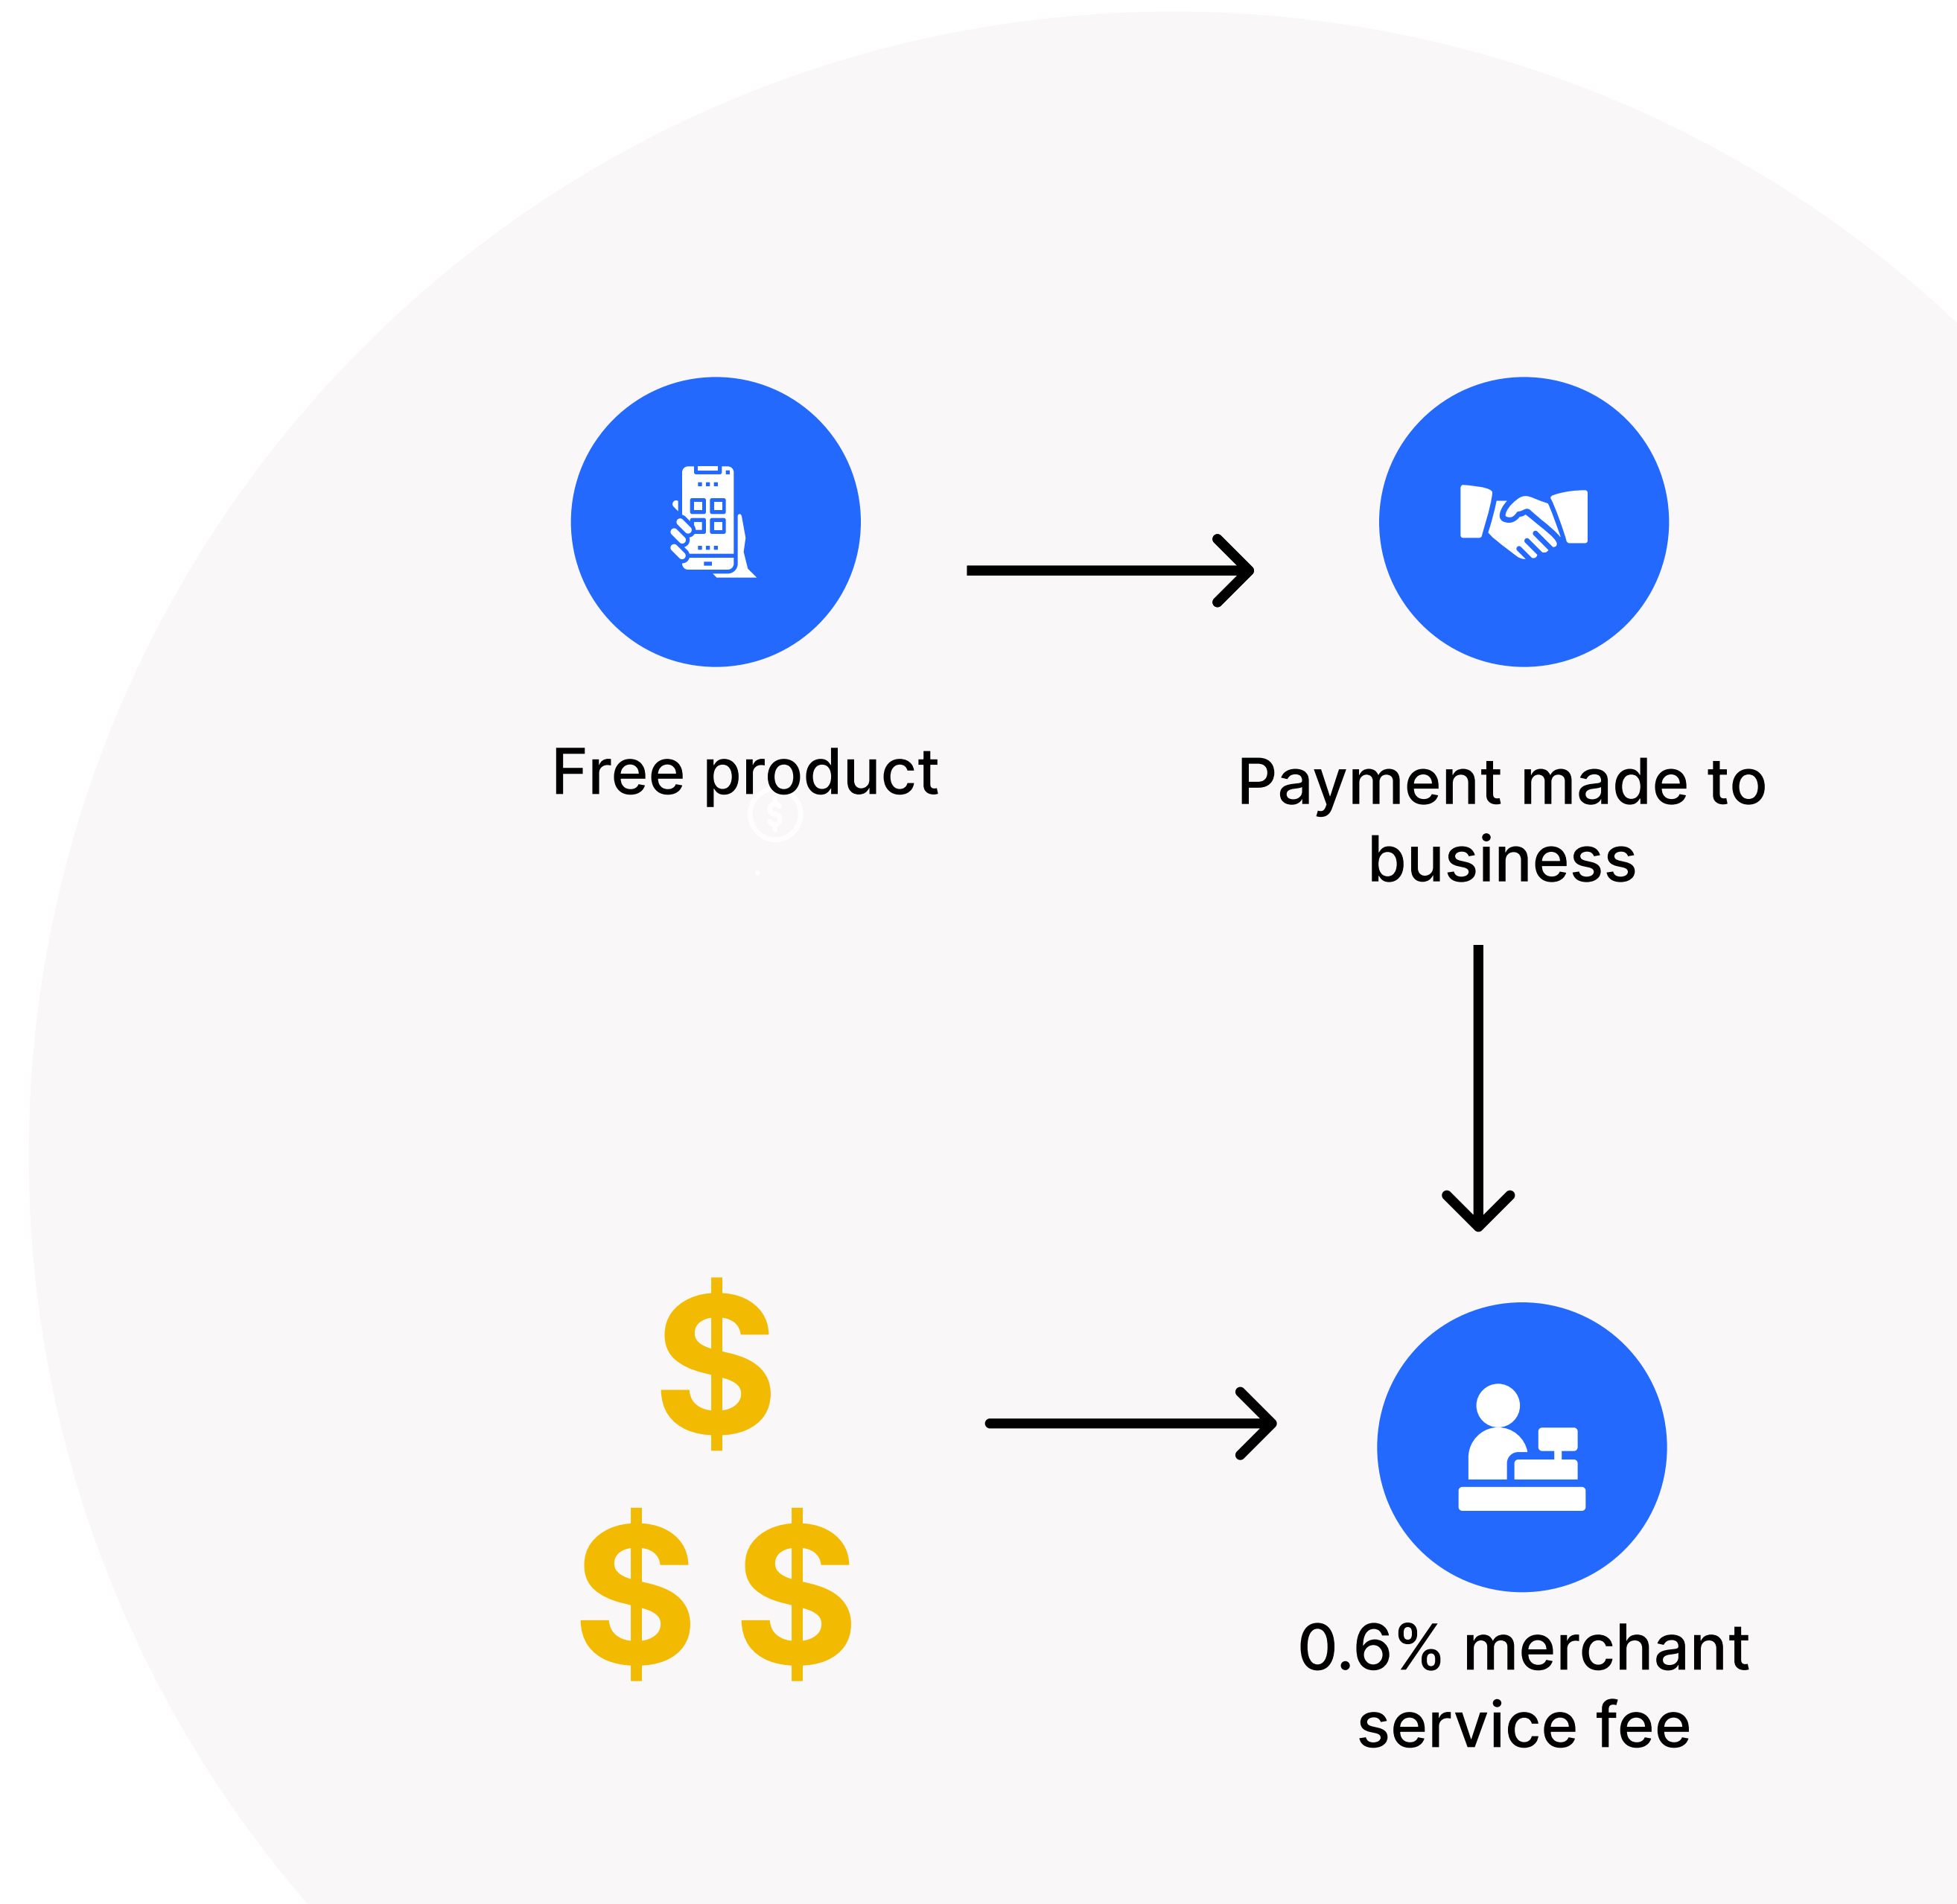 Free product
Payment made to
business
$
$ $
0.6% merchant
service fee